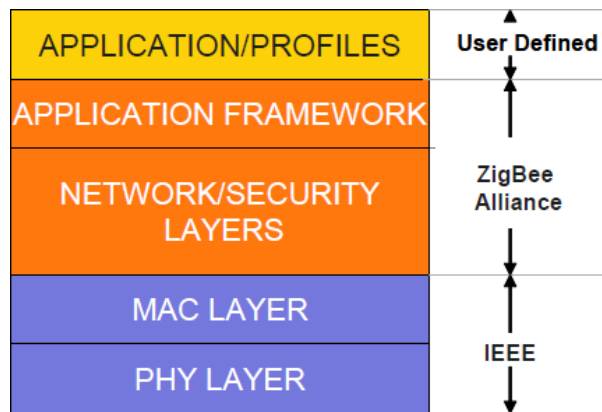 APPLICATION/PROFILES
User Defined
APPLICATION FRAMEWORK
NETWORK/SECURITY
LAYERS
ZigBee
Alliance
MAC LAYER
PHY LAYER
IEEE